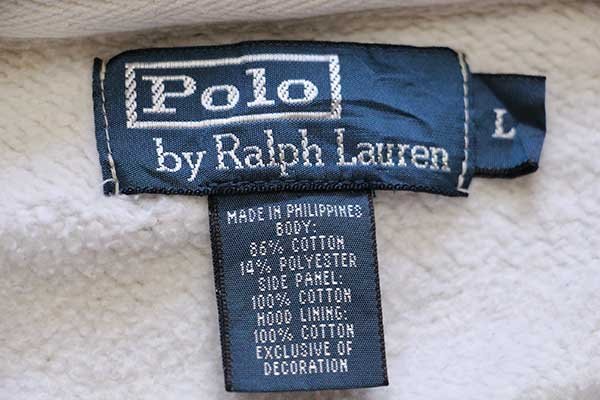 Polo
by Ralph Lauren
L
MADE IN PHILIPPINES
BODY:
86% COTTON
14% POLYESTER
SIDE PANEL:
100% COTTON
HOOD LINING:
100% COTTON
EXCLUSIVE OF
DECORATION